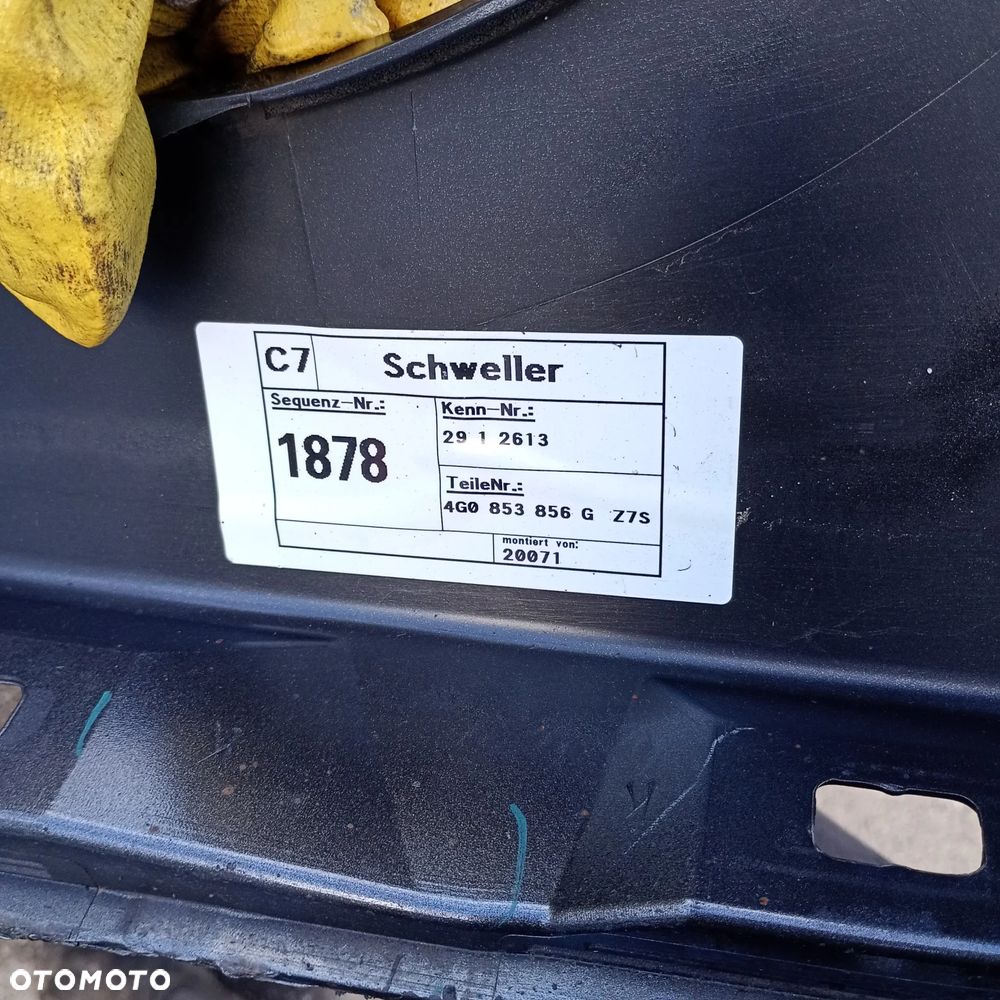 C7 Schweller
Sequenz-Nr.:
1878
Kenn-Nr.:
29 1 2613
TeileNr.:
4G0 853 856 G Z7S
montiert von:
20071
OTOMOTO